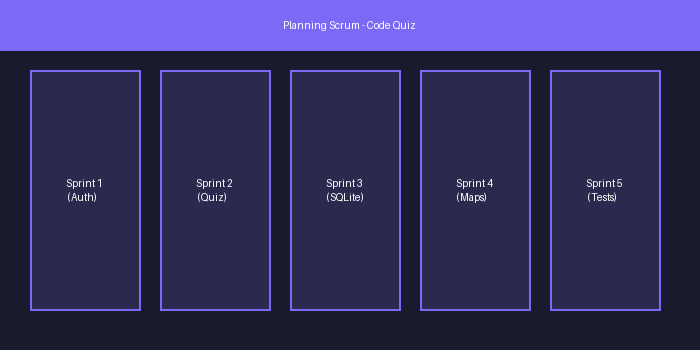 Planning Scrum - Code Quiz
Sprint 1
(Auth)
Sprint 2
(Quiz)
Sprint 3
(SQLite)
Sprint 4
(Maps)
Sprint 5
(Tests)